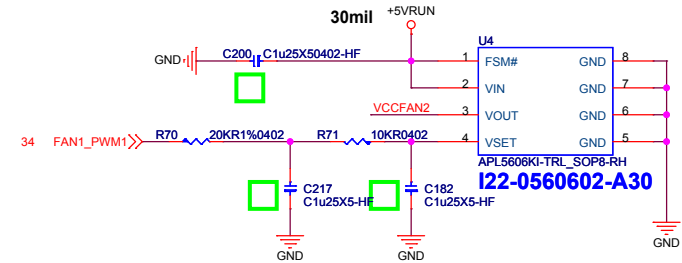 30mil
+5VRUN
U4
GND
C200
C1u25X50402-HF
1
FSM#
GND
8
2
VIN
GND
7
VCCFAN2
3
VOUT
GND
6
34
FAN1_PWM1
R70
20KR1%0402
R71
10KR0402
4
VSET
GND
5
APL5606KI-TRL_SOP8-RH
I22-0560602-A30
C217
C1u25X5-HF
C182
C1u25X5-HF
GND
GND
GND